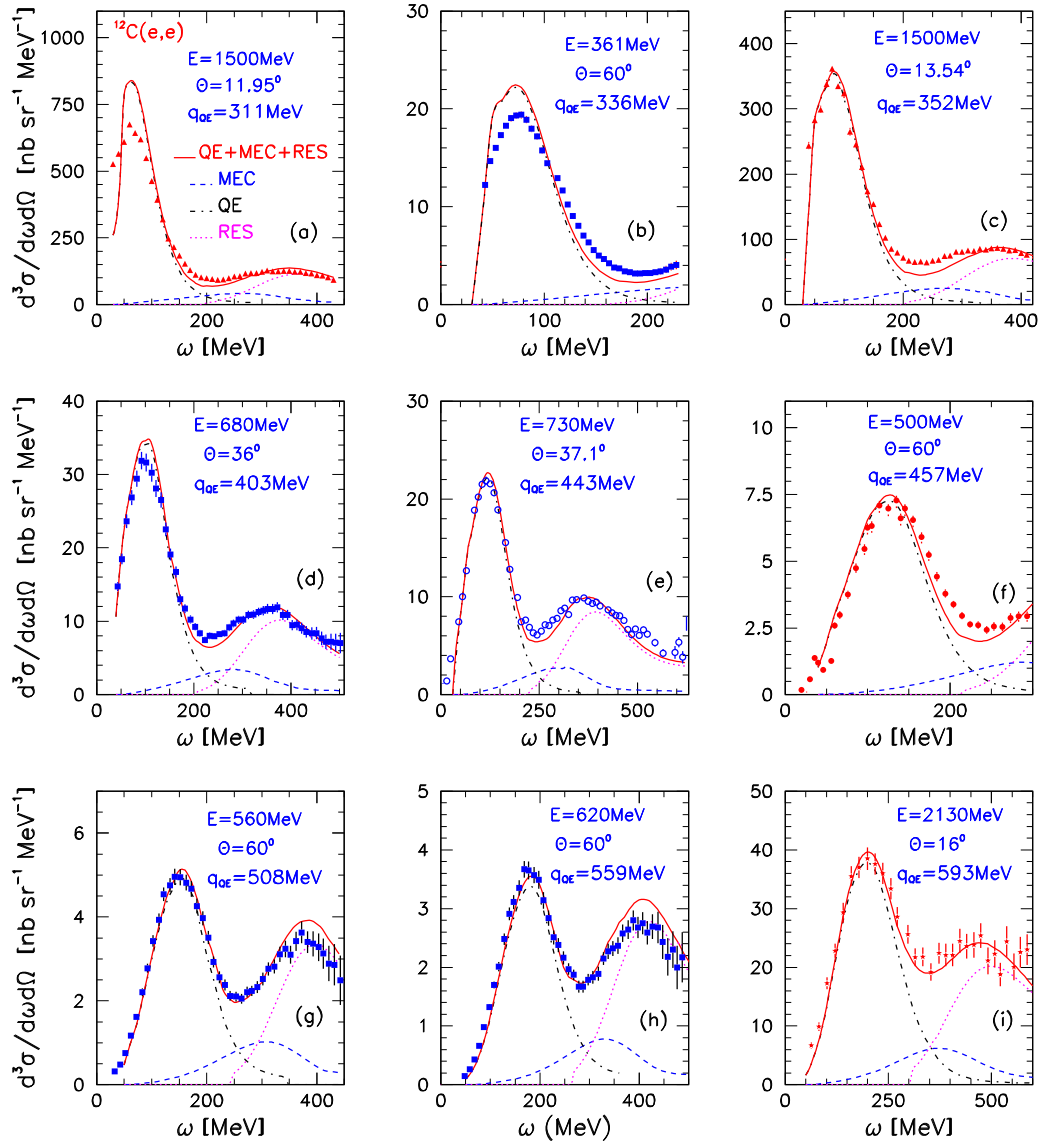 ¹²C(e,e)
E=1500MeV
Θ=11.95⁰
q_QE=311MeV
QE+MEC+RES
MEC
QE
RES
(a)
0 250 500 750 1000
0 200 400
d³σ/dωdΩ [nb sr⁻¹ MeV⁻¹]
ω [MeV]
E=361MeV
Θ=60⁰
q_QE=336MeV
(b)
0 10 20 30
0 100 200
ω [MeV]
E=1500MeV
Θ=13.54⁰
q_QE=352MeV
(c)
0 100 200 300 400
0 100 200 300 400
ω [MeV]
E=680MeV
Θ=36⁰
q_QE=403MeV
(d)
0 10 20 30 40
0 200 400
d³σ/dωdΩ [nb sr⁻¹ MeV⁻¹]
ω [MeV]
E=730MeV
Θ=37.1⁰
q_QE=443MeV
(e)
0 10 20 30
0 250 500
ω [MeV]
E=500MeV
Θ=60⁰
q_QE=457MeV
(f)
0 2.5 5 7.5 10
0 200
ω [MeV]
E=560MeV
Θ=60⁰
q_QE=508MeV
(g)
0 2 4 6
0 200 400
d³σ/dωdΩ [nb sr⁻¹ MeV⁻¹]
ω [MeV]
E=620MeV
Θ=60⁰
q_QE=559MeV
(h)
0 1 2 3 4 5
0 200 400
ω (MeV)
E=2130MeV
Θ=16⁰
q_QE=593MeV
(i)
0 10 20 30 40 50
0 250 500
ω [MeV]